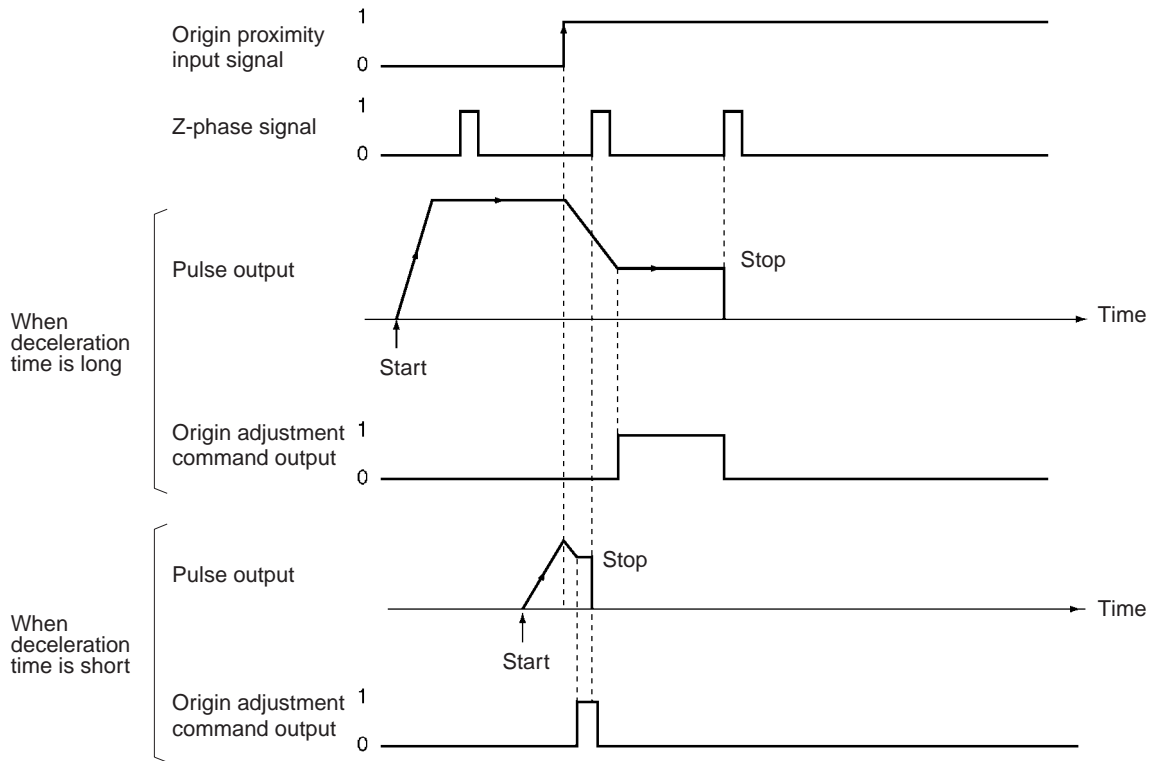 Origin proximity
input signal
1
0
Z-phase signal
1
0
When
deceleration
time is long
Pulse output
Stop
Time
Start
Origin adjustment
command output
1
0
When
deceleration
time is short
Pulse output
Stop
Time
Start
Origin adjustment
command output
1
0